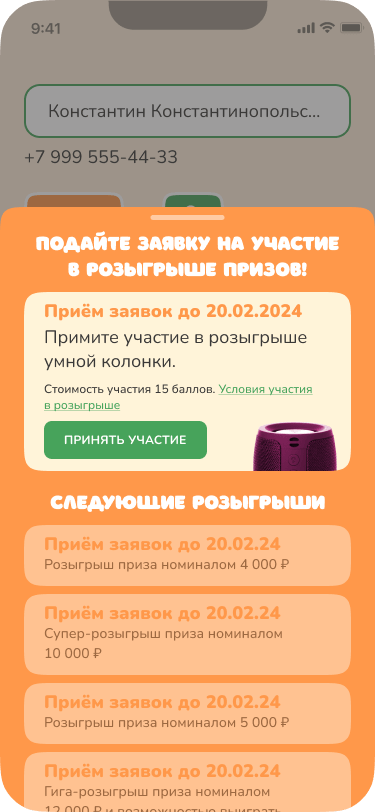 9:41
Константин Константинопольс...
+7 999 555-44-33
ПОДАЙТЕ ЗАЯВКУ НА УЧАСТИЕ
В РОЗЫГРЫШЕ ПРИЗОВ!
Приём заявок до 20.02.2024
Примите участие в розыгрыше
умной колонки.
Стоимость участия 15 баллов. Условия участия
в розыгрыше
ПРИНЯТЬ УЧАСТИЕ
СЛЕДУЮЩИЕ РОЗЫГРЫШИ
Приём заявок до 20.02.24
Розыгрыш приза номиналом 4 000 ₽
Приём заявок до 20.02.24
Супер-розыгрыш приза номиналом
10 000 ₽
Приём заявок до 20.02.24
Розыгрыш приза номиналом 5 000 ₽
Приём заявок до 20.02.24
Гига-розыгрыш приза номиналом
12 000 ₽ и возможностью выиграть